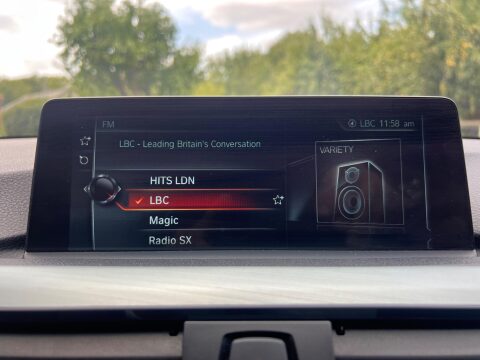 FM
LBC 11:58 am
LBC - Leading Britain's Conversation
VARIETY
HITS LDN
LBC
Magic
Radio SX